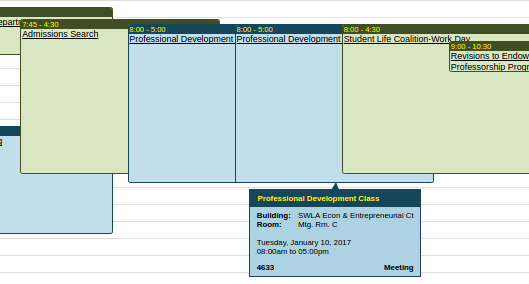 7:45 - 4:30
Admissions Search
8:00 - 5:00
Professional Development
8:00 - 5:00
Professional Development
8:00 - 4:30
Student Life Coalition-Work Day
9:00 - 10:30
Revisions to Endow
Professorship Progr
Professional Development Class
Building: SWLA Econ & Entrepreneurial Ct
Room: Mtg. Rm. C
Tuesday, January 10, 2017
08:00am to 05:00pm
4633 Meeting